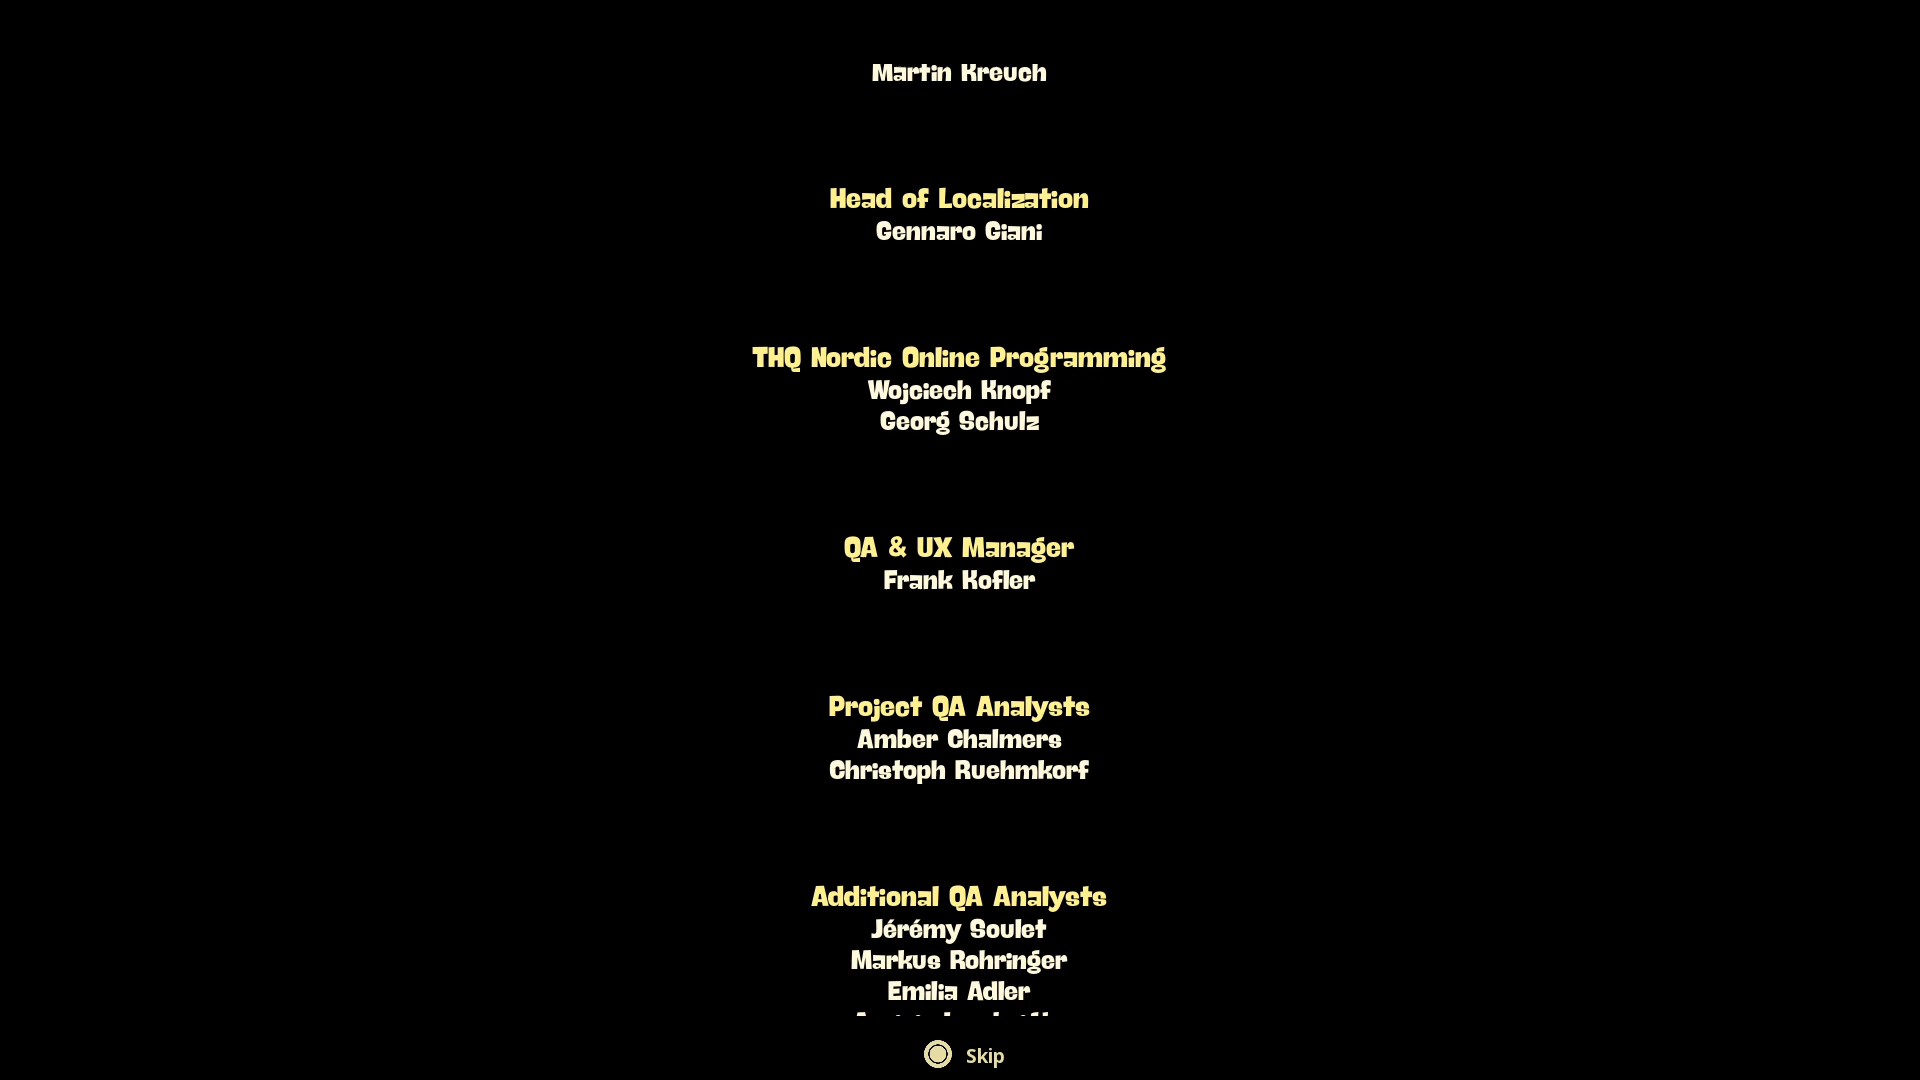 Martin Kreuch
Head of Localization
Gennaro Giani
THQ Nordic Online Programming
Wojciech Knopf
Georg Schulz
QA & UX Manager
Frank Kofler
Project QA Analysts
Amber Chalmers
Christoph Ruehmkorf
Additional QA Analysts
Jérémy Soulet
Markus Rohringer
Emilia Adler
Skip